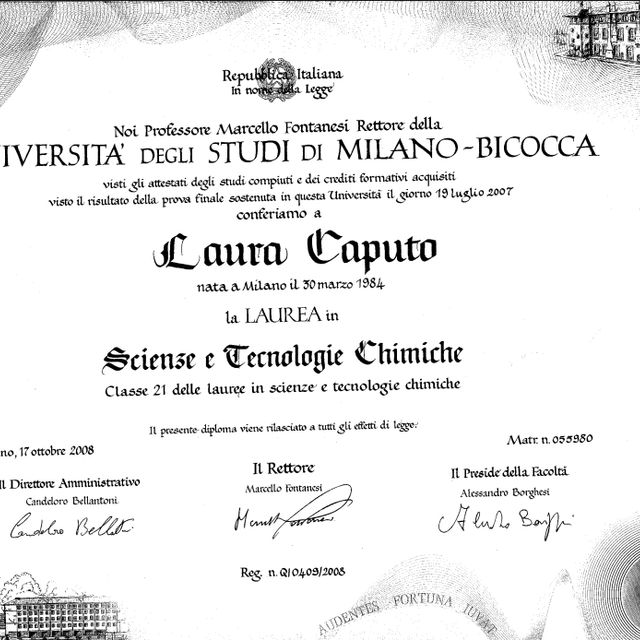 Repubblica Italiana
In nome della Legge
Noi Professore Marcello Fontanesi Rettore della
IVERSITA' DEGLI STUDI DI MILANO-BICOCCA
visti gli attestati degli studi compiuti e dei crediti formativi acquisiti
visto il risultato della prova finale sostenuta in questa Università il giorno 19 luglio 2007
conferiamo a
Laura Caputo
nata a Milano il 30 marzo 1984
la LAUREA in
Scienze e Tecnologie Chimiche
Classe 21 delle lauree in scienze e tecnologie chimiche
Il presente diploma viene rilasciato a tutti gli effetti di legge.
no, 17 ottobre 2008
Matr. n. 055980
Il Direttore Amministrativo
Candeloro Bellantoni
Candeloro Bellantoni
Il Rettore
Marcello Fontanesi
Il Preside della Facoltà
Alessandro Borghesi
Reg. n. QI0409/2008
AUDENTES FORTUNA IUVAT